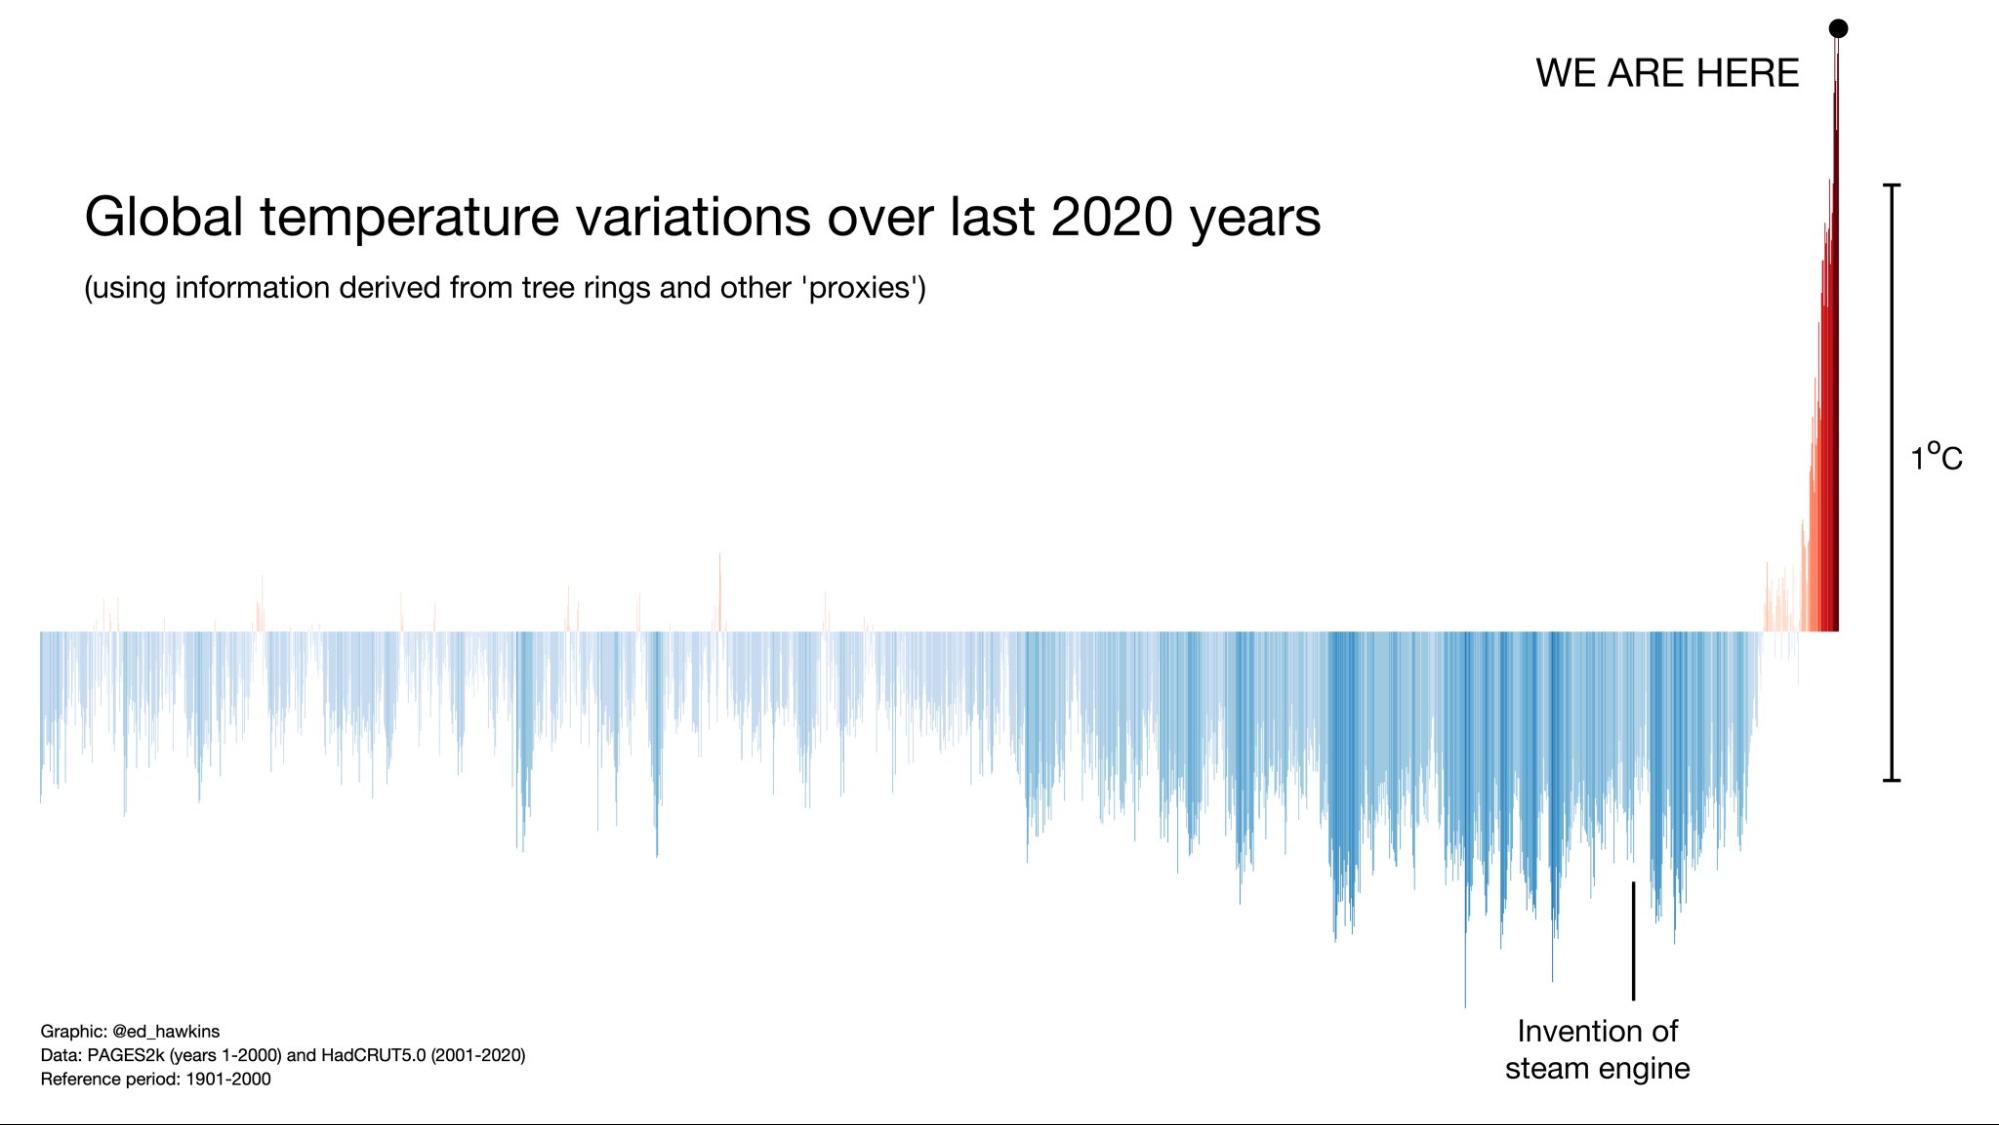 WE ARE HERE
Global temperature variations over last 2020 years
(using information derived from tree rings and other 'proxies')
1°C
Invention of
steam engine
Graphic: @ed_hawkins
Data: PAGES2k (years 1-2000) and HadCRUT5.0 (2001-2020)
Reference period: 1901-2000